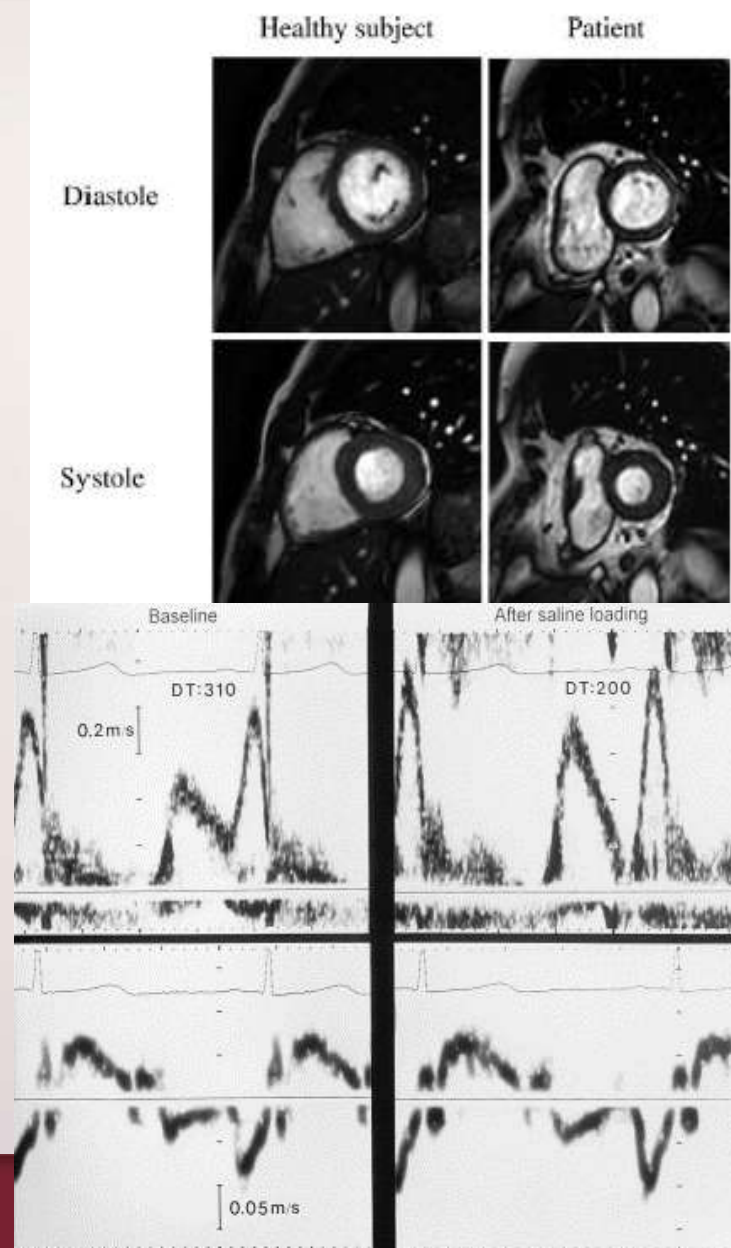 Healthy subject Patient
Diastole
Systole
Baseline After saline loading
DT:310 DT:200
0.2m/s
0.05m/s